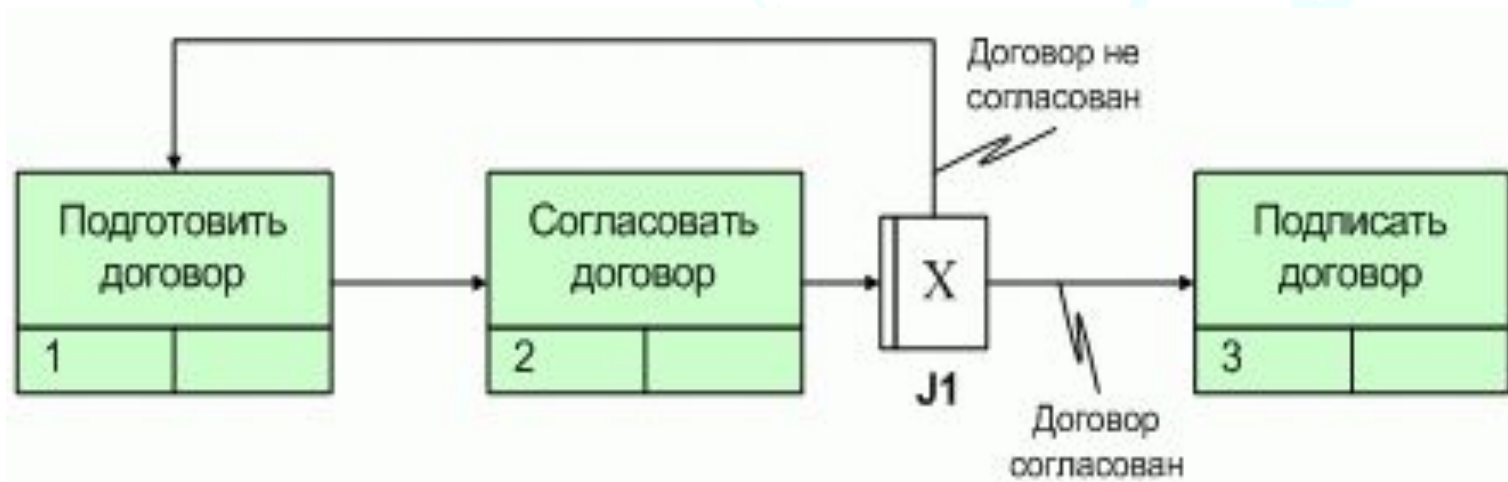 Договор не
согласован
Подготовить
договор
1
Согласовать
договор
2
X
J1
Договор
согласован
Подписать
договор
3